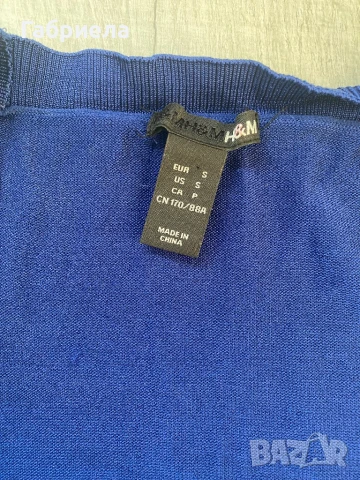 Габриела
H&M H&M
EUR S
US S
CA P
CN 170/88A
MADE IN
CHINA
BAZAR